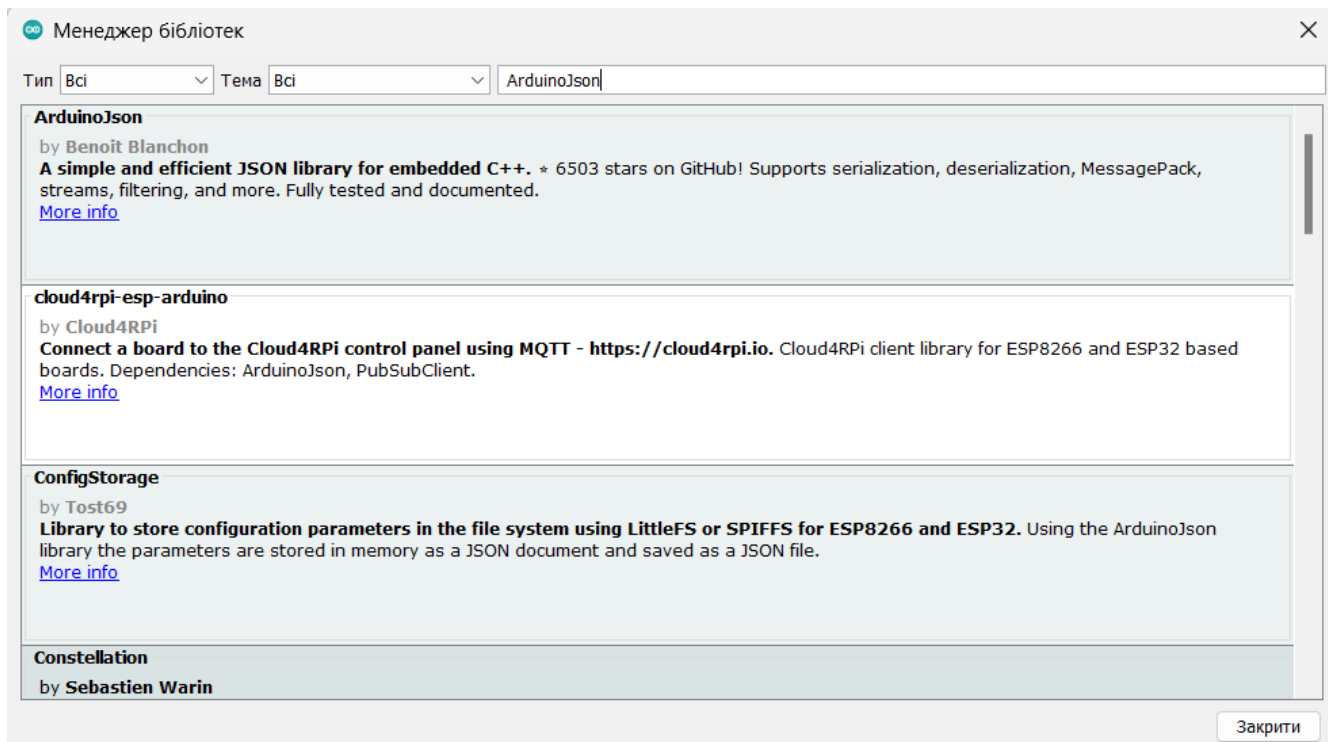 Менеджер бібліотек
Тип Всі Тема Всі ArduinoJson
ArduinoJson
by Benoit Blanchon
A simple and efficient JSON library for embedded C++. ⭑ 6503 stars on GitHub! Supports serialization, deserialization, MessagePack,
streams, filtering, and more. Fully tested and documented.
More info
cloud4rpi-esp-arduino
by Cloud4RPi
Connect a board to the Cloud4RPi control panel using MQTT - https://cloud4rpi.io. Cloud4RPi client library for ESP8266 and ESP32 based
boards. Dependencies: ArduinoJson, PubSubClient.
More info
ConfigStorage
by Tost69
Library to store configuration parameters in the file system using LittleFS or SPIFFS for ESP8266 and ESP32. Using the ArduinoJson
library the parameters are stored in memory as a JSON document and saved as a JSON file.
More info
Constellation
by Sebastien Warin
Закрити